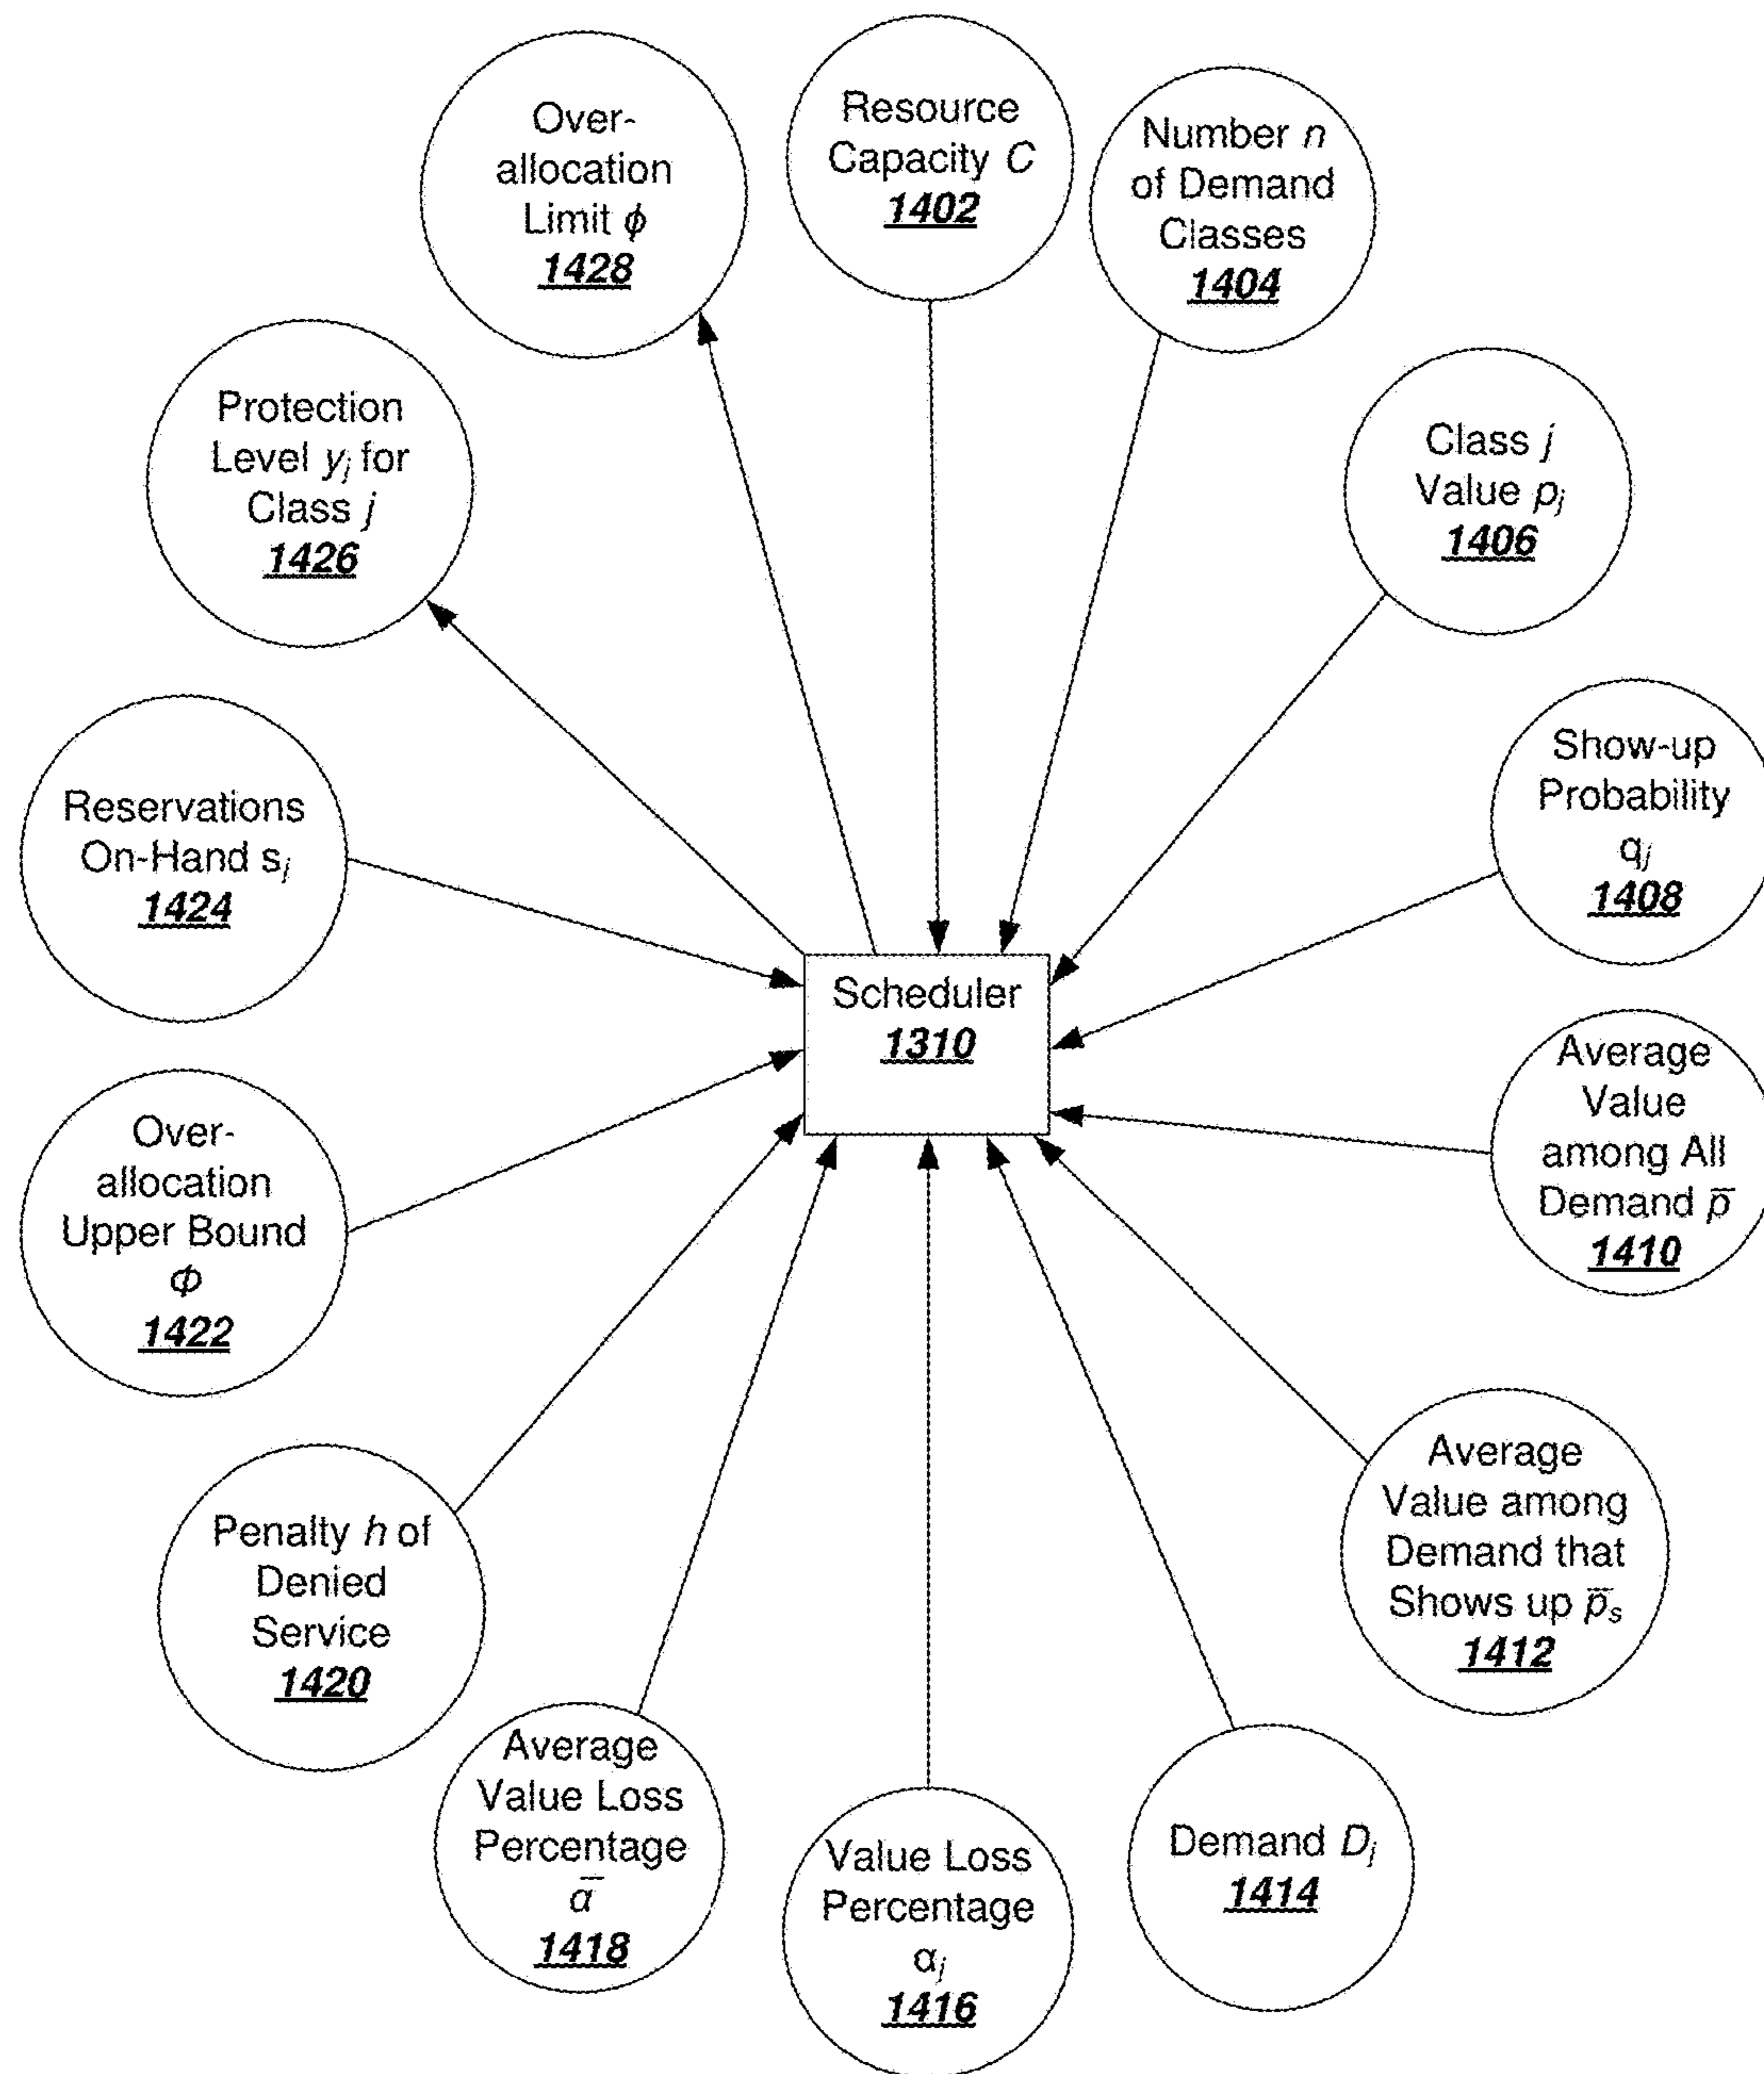 Over-
allocation
Limit ϕ
1428
Resource
Capacity C
1402
Number n
of Demand
Classes
1404
Protection
Level yj for
Class j
1426
Class j
Value pj
1406
Reservations
On-Hand sj
1424
Show-up
Probability
qj
1408
Scheduler
1310
Over-
allocation
Upper Bound
Φ
1422
Average
Value
among All
Demand p̅
1410
Penalty h of
Denied
Service
1420
Average
Value among
Demand that
Shows up p̅s
1412
Average
Value Loss
Percentage
α̅
1418
Value Loss
Percentage
αj
1416
Demand Dj
1414